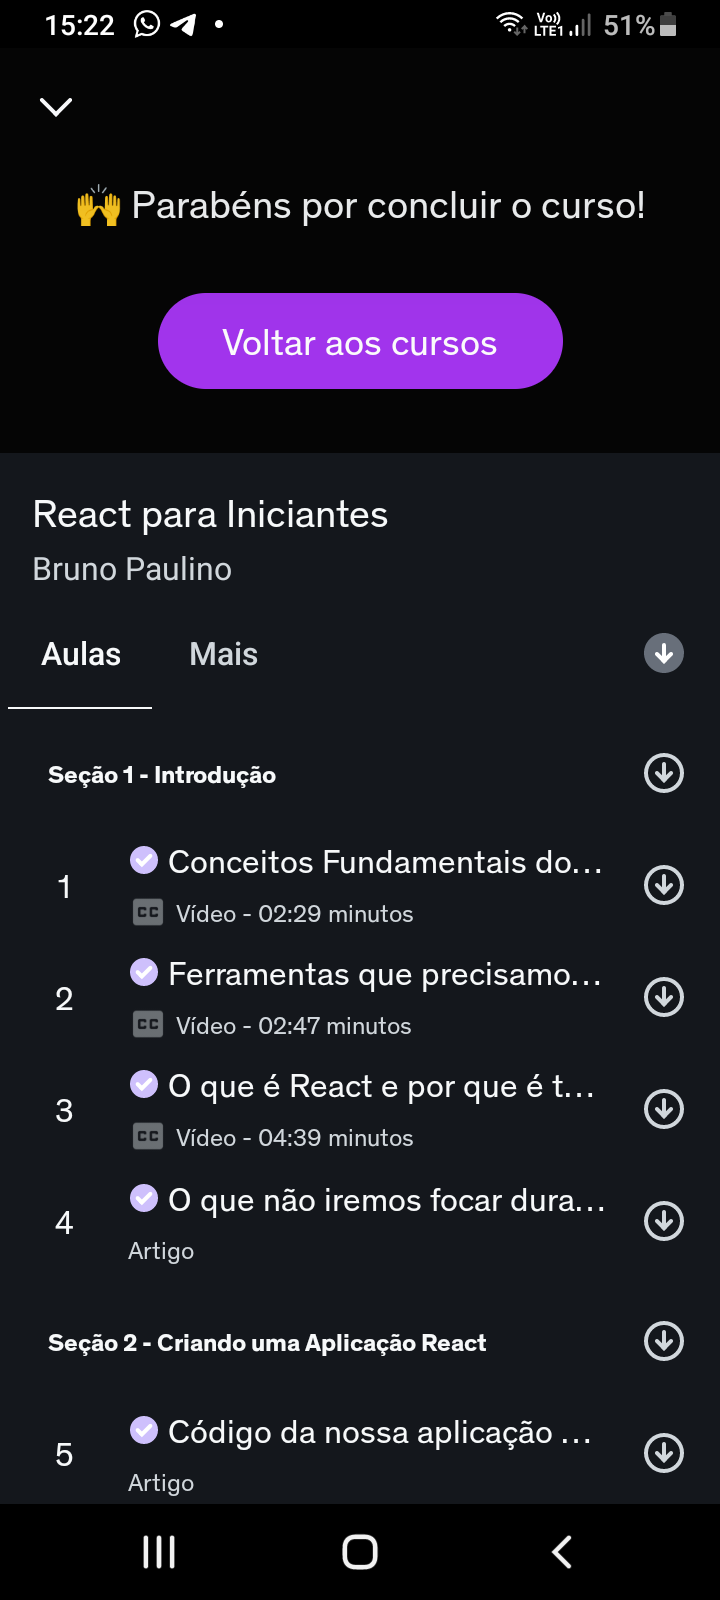 15:22 Vo)) LTE1 51%
🙌 Parabéns por concluir o curso!
Voltar aos cursos
React para Iniciantes
Bruno Paulino
Aulas Mais
Seção 1 - Introdução
1 Conceitos Fundamentais do...
CC Vídeo - 02:29 minutos
2 Ferramentas que precisamo...
CC Vídeo - 02:47 minutos
3 O que é React e por que é t...
CC Vídeo - 04:39 minutos
4 O que não iremos focar dura...
Artigo
Seção 2 - Criando uma Aplicação React
5 Código da nossa aplicação ...
Artigo